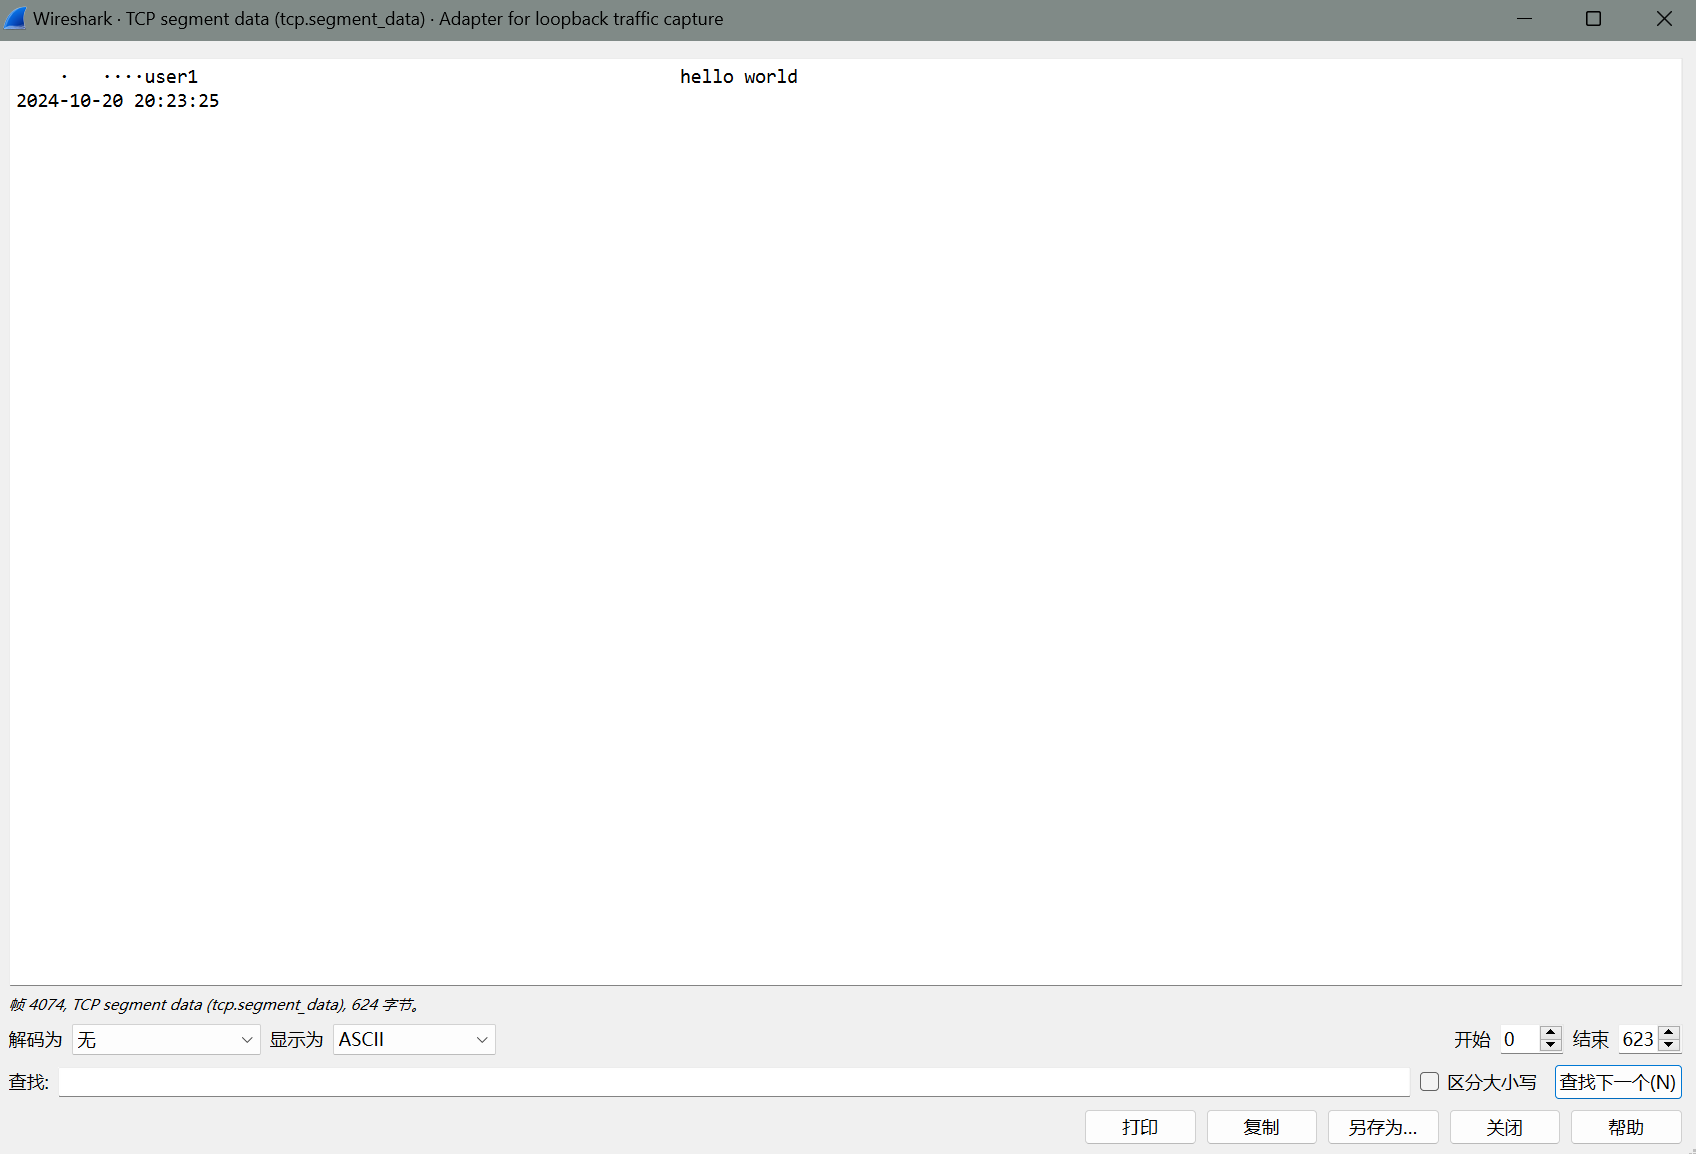 Wireshark · TCP segment data (tcp.segment_data) · Adapter for loopback traffic capture
·   ····user1 hello world
2024-10-20 20:23:25
帧 4074, TCP segment data (tcp.segment_data), 624 字节。
解码为 无 显示为 ASCII 开始 0 结束 623
查找: 区分大小写 查找下一个(N)
打印 复制 另存为... 关闭 帮助